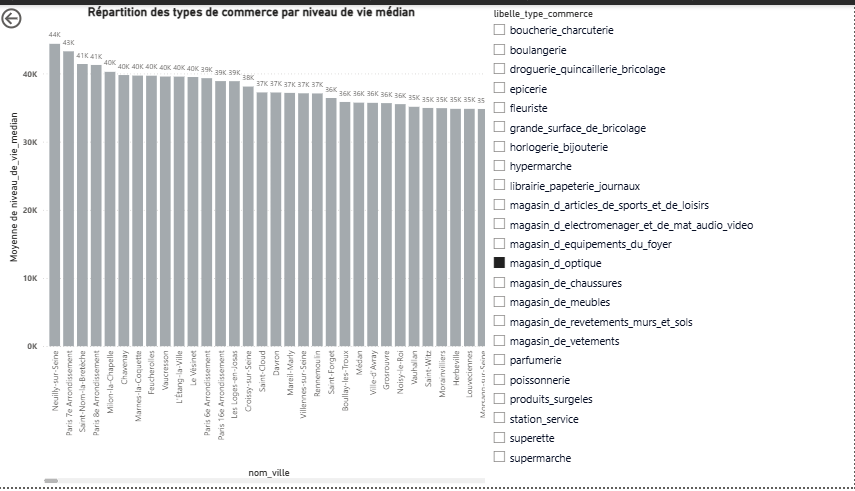 Répartition des types de commerce par niveau de vie médian
Moyenne de niveau_de_vie_median
40K
30K
20K
10K
0K
44K
43K
41K
41K
40K
40K
40K
40K
40K
40K
40K
39K
39K
39K
38K
37K
37K
37K
37K
37K
36K
36K
36K
36K
36K
36K
35K
35K
35K
35K
35K
35
Neuilly-sur-Seine
Paris 7e Arrondissement
Saint-Nom-la-Bretèche
Paris 8e Arrondissement
Milon-la-Chapelle
Chavenay
Marnes-la-Coquette
Feucherolles
Vaucresson
L'Étang-la-Ville
Le Vésinet
Paris 6e Arrondissement
Paris 16e Arrondissement
Les Loges-en-Josas
Croissy-sur-Seine
Saint-Cloud
Davron
Mareil-Marly
Villennes-sur-Seine
Rennemoulin
Saint-Forget
Boullay-les-Troux
Médan
Ville-d'Avray
Grosrouvre
Noisy-le-Roi
Vauhallan
Saint-Witz
Morainvilliers
Herbeville
Louveciennes
nom_ville
libelle_type_commerce
boucherie_charcuterie
boulangerie
droguerie_quincaillerie_bricolage
epicerie
fleuriste
grande_surface_de_bricolage
horlogerie_bijouterie
hypermarche
librairie_papeterie_journaux
magasin_d_articles_de_sports_et_de_loisirs
magasin_d_electromenager_et_de_mat_audio_video
magasin_d_equipements_du_foyer
magasin_d_optique
magasin_de_chaussures
magasin_de_meubles
magasin_de_revetements_murs_et_sols
magasin_de_vetements
parfumerie
poissonnerie
produits_surgeles
station_service
superette
supermarche